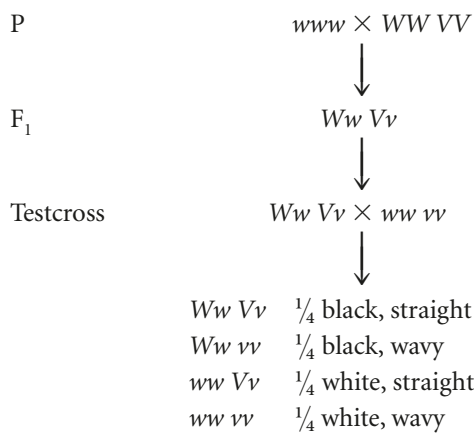 P www × WW VV
F₁ Ww Vv
Testcross Ww Vv × ww vv
Ww Vv ¼ black, straight
Ww vv ¼ black, wavy
ww Vv ¼ white, straight
ww vv ¼ white, wavy